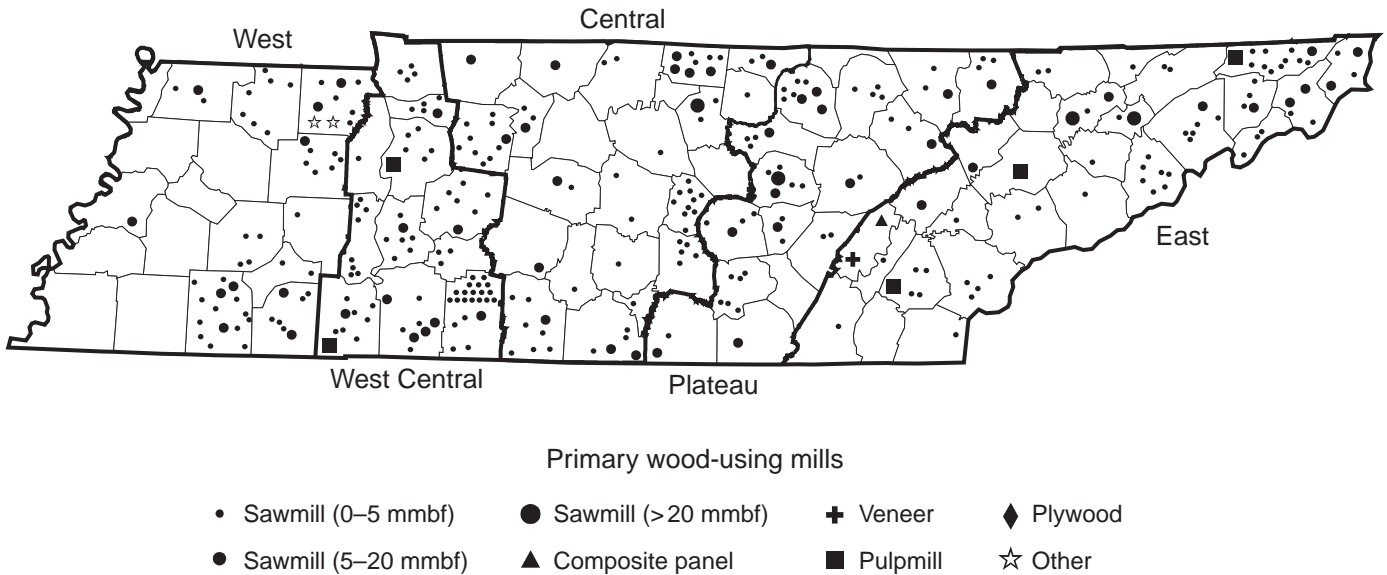 Central
West
East
West Central
Plateau
Primary wood-using mills
Sawmill (0–5 mmbf)
Sawmill (>20 mmbf)
Veneer
Plywood
Sawmill (5–20 mmbf)
Composite panel
Pulpmill
Other